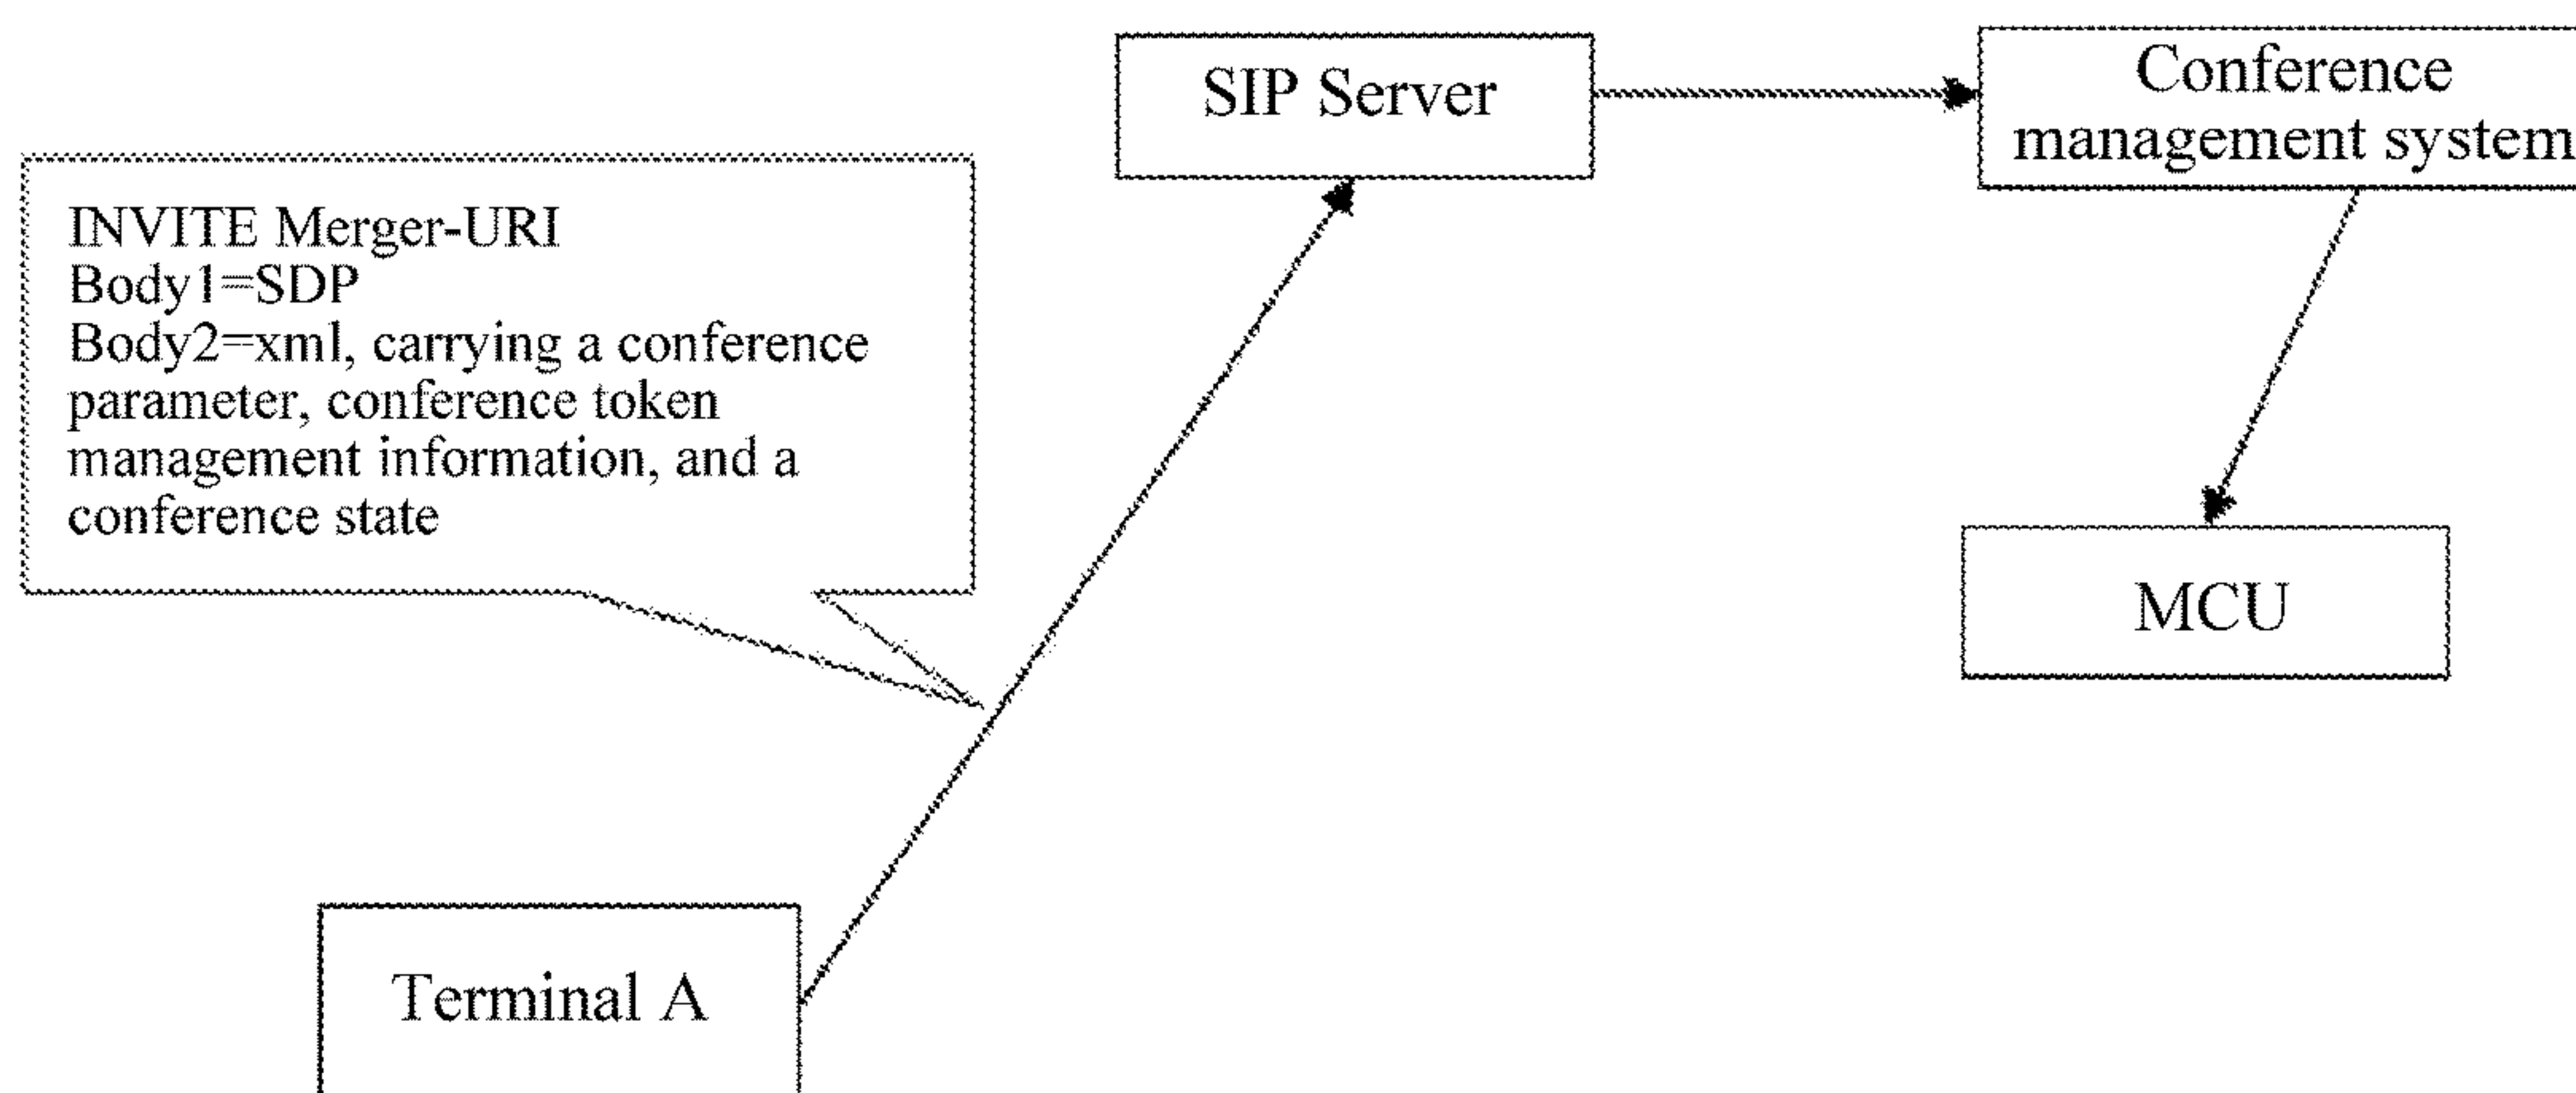 SIP Server
Conference
management system
INVITE Merger-URI
Body1=SDP
Body2=xml, carrying a conference
parameter, conference token
management information, and a
conference state
MCU
Terminal A